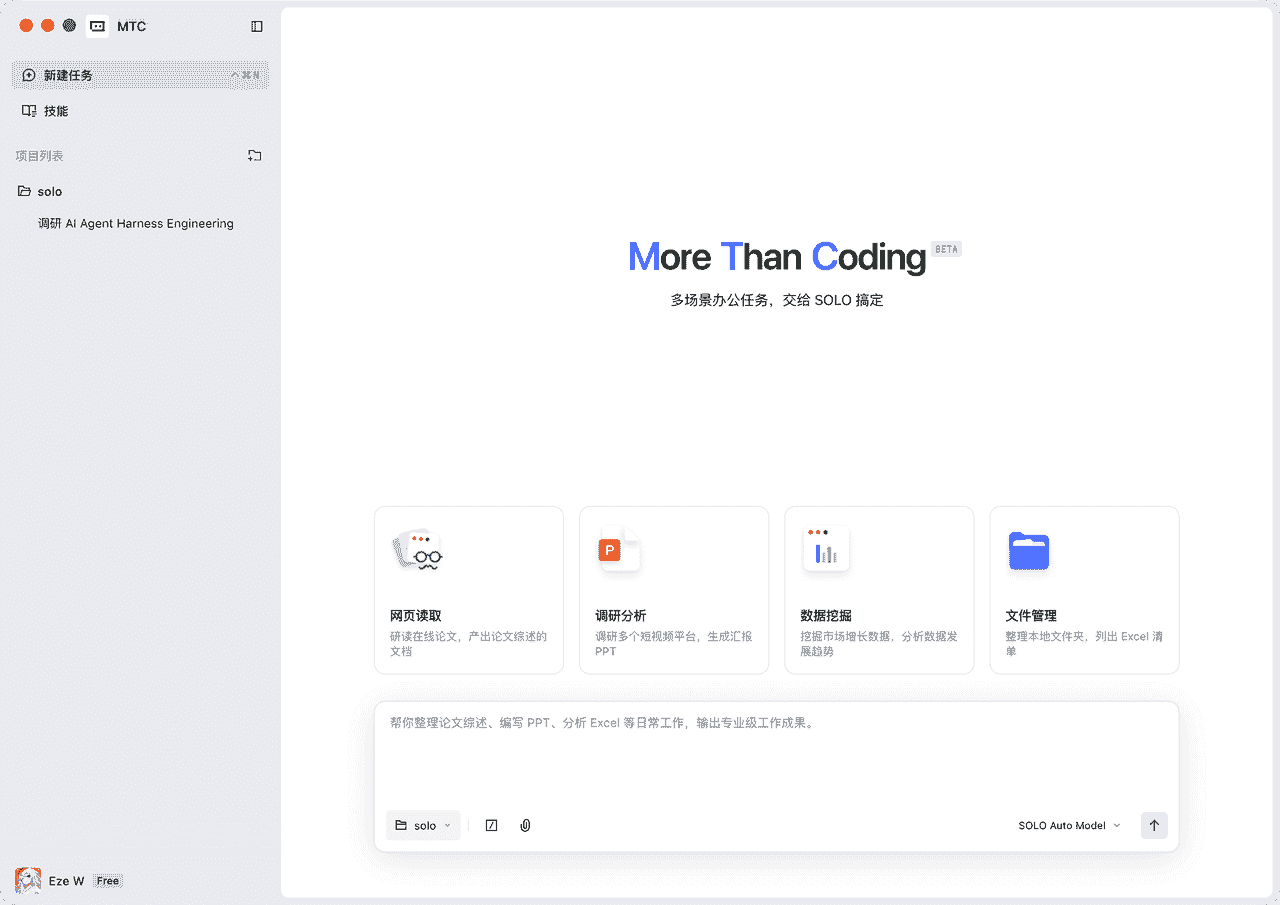 MTC
新建任务 ^⌘N
技能
项目列表
solo
调研 AI Agent Harness Engineering
More Than Coding BETA
多场景办公任务，交给 SOLO 搞定
P
网页读取
研读在线论文，产出论文综述的
文档
调研分析
调研多个短视频平台，生成汇报
PPT
数据挖掘
挖掘市场增长数据，分析数据发
展趋势
文件管理
整理本地文件夹，列出 Excel 清
单
帮你整理论文综述、编写 PPT、分析 Excel 等日常工作，输出专业级工作成果。
solo
SOLO Auto Model
Eze W Free